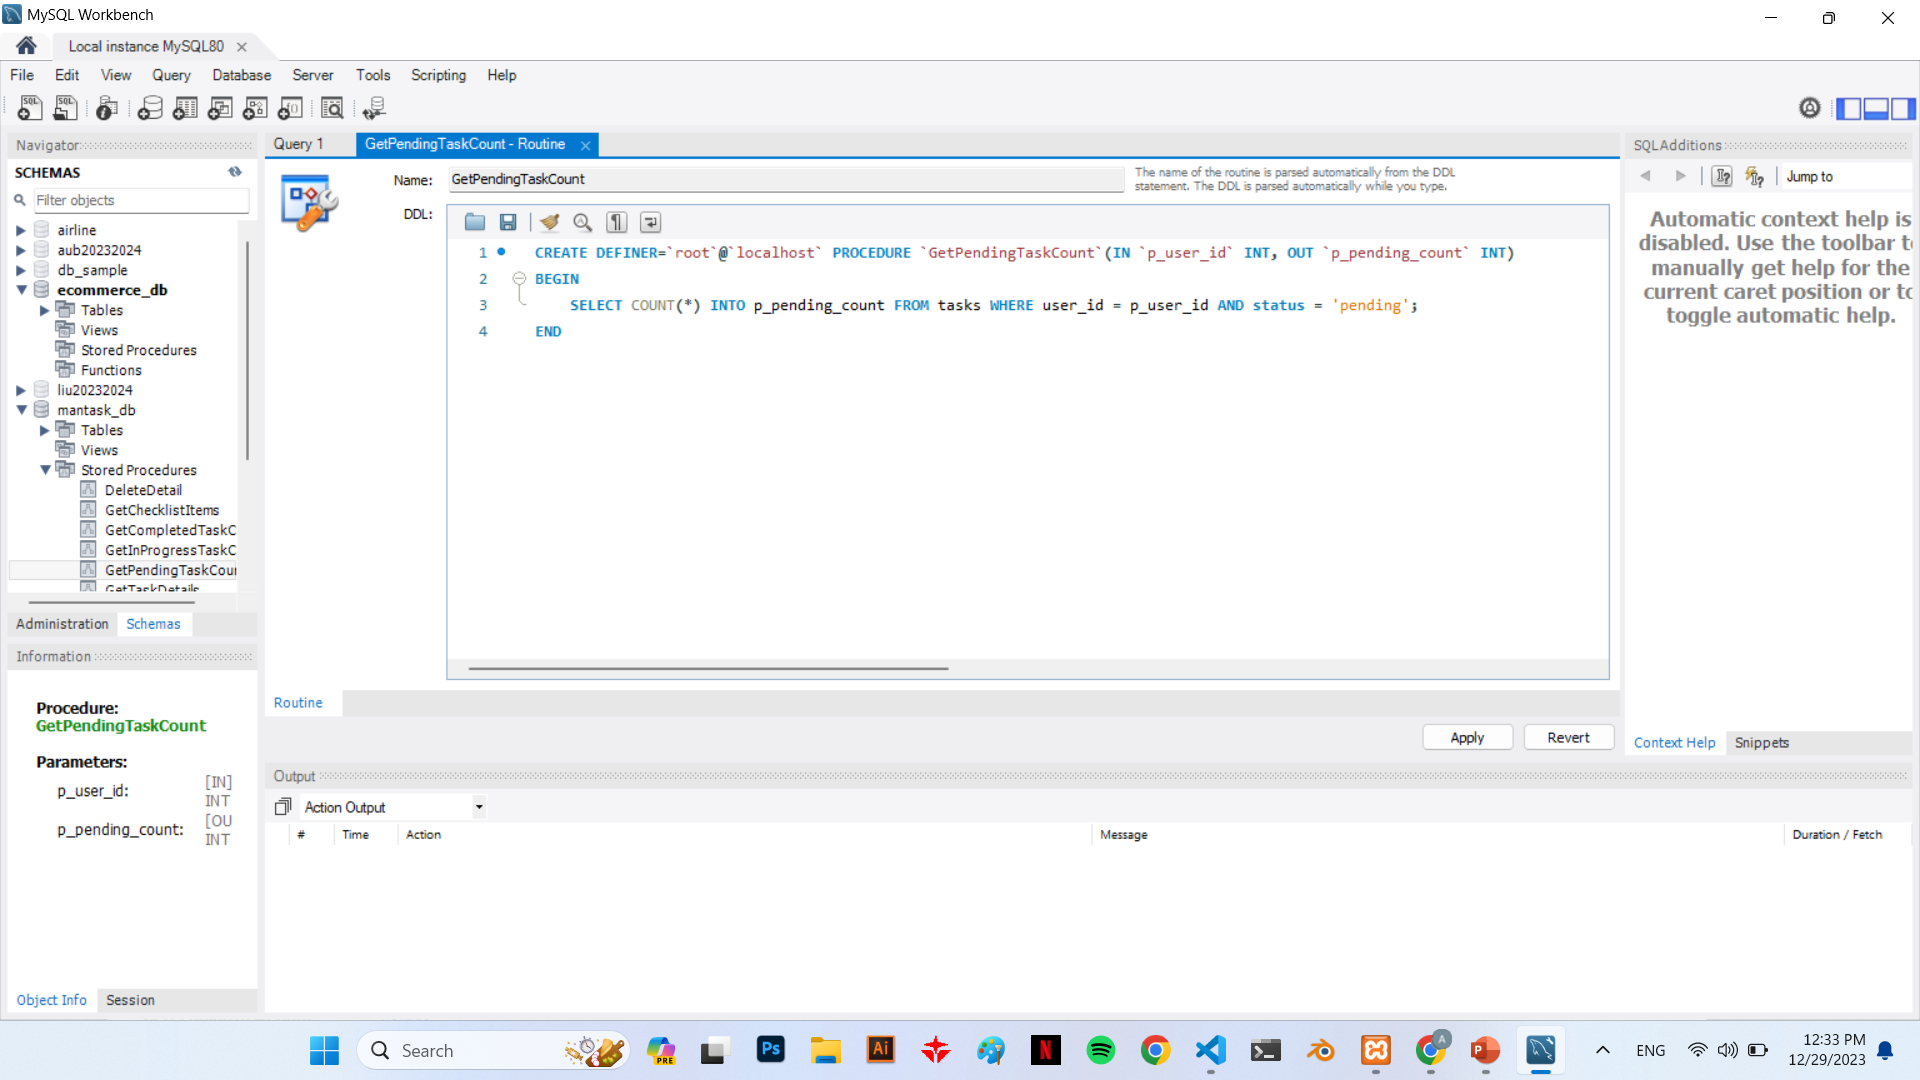 MySQL Workbench
Local instance MySQL80
File Edit View Query Database Server Tools Scripting Help
Navigator
SCHEMAS
Filter objects
airline
aub20232024
db_sample
ecommerce_db
Tables
Views
Stored Procedures
Functions
liu20232024
mantask_db
Tables
Views
Stored Procedures
DeleteDetail
GetChecklistItems
GetCompletedTaskC
GetInProgressTaskC
GetPendingTaskCou
GetTaskDetails
Administration Schemas
Information
Procedure:
GetPendingTaskCount
Parameters:
p_user_id: [IN]
INT
p_pending_count: [OU
INT
Object Info Session
Query 1 GetPendingTaskCount - Routine
Name: GetPendingTaskCount
The name of the routine is parsed automatically from the DDL
statement. The DDL is parsed automatically while you type.
DDL:
1 CREATE DEFINER=`root`@`localhost` PROCEDURE `GetPendingTaskCount`(IN `p_user_id` INT, OUT `p_pending_count` INT)
2 BEGIN
3 SELECT COUNT(*) INTO p_pending_count FROM tasks WHERE user_id = p_user_id AND status = 'pending';
4 END
Routine
Apply Revert
Output
Action Output
# Time Action Message Duration / Fetch
SQLAdditions
Jump to
Automatic context help is
disabled. Use the toolbar t
manually get help for the
current caret position or to
toggle automatic help.
Context Help Snippets
Search
PRE
Ps
Ai
N
A
P
ENG
12:33 PM
12/29/2023